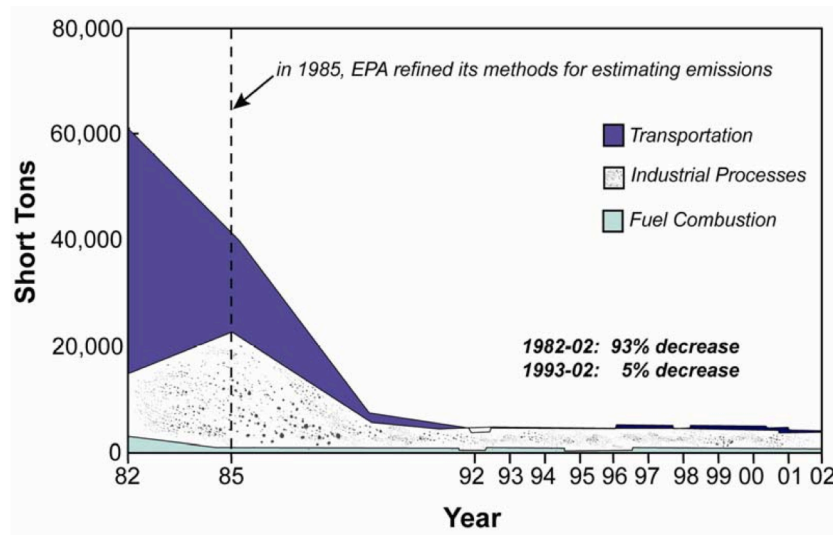 80,000
in 1985, EPA refined its methods for estimating emissions
60,000
Transportation
Industrial Processes
Fuel Combustion
40,000
Short Tons
20,000
1982-02: 93% decrease
1993-02: 5% decrease
0
82 85 92 93 94 95 96 97 98 99 00 01 02
Year